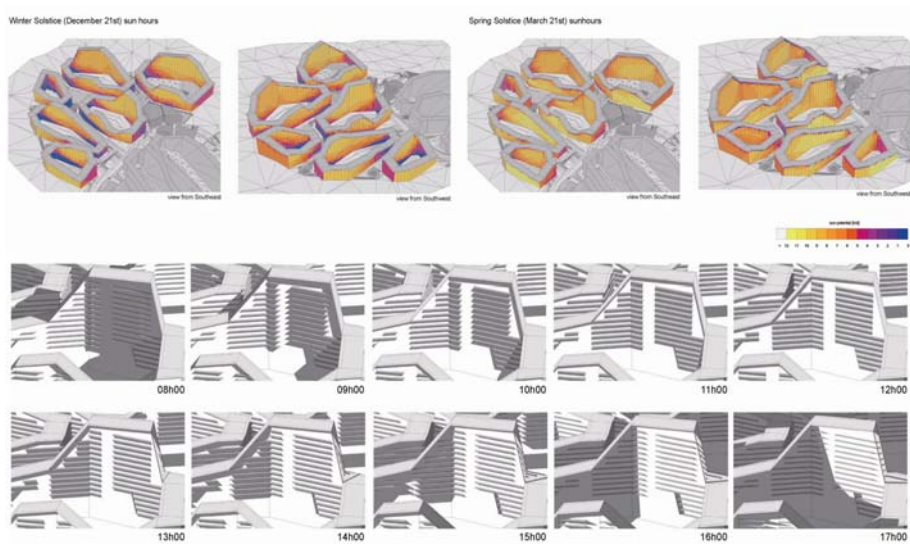 Winter Solstice (December 21st) sun hours
Spring Solstice (March 21st) sunhours
view from Southwest
view from Southwest
view from Southwest
view from Southwest
08h00
09h00
10h00
11h00
12h00
13h00
14h00
15h00
16h00
17h00